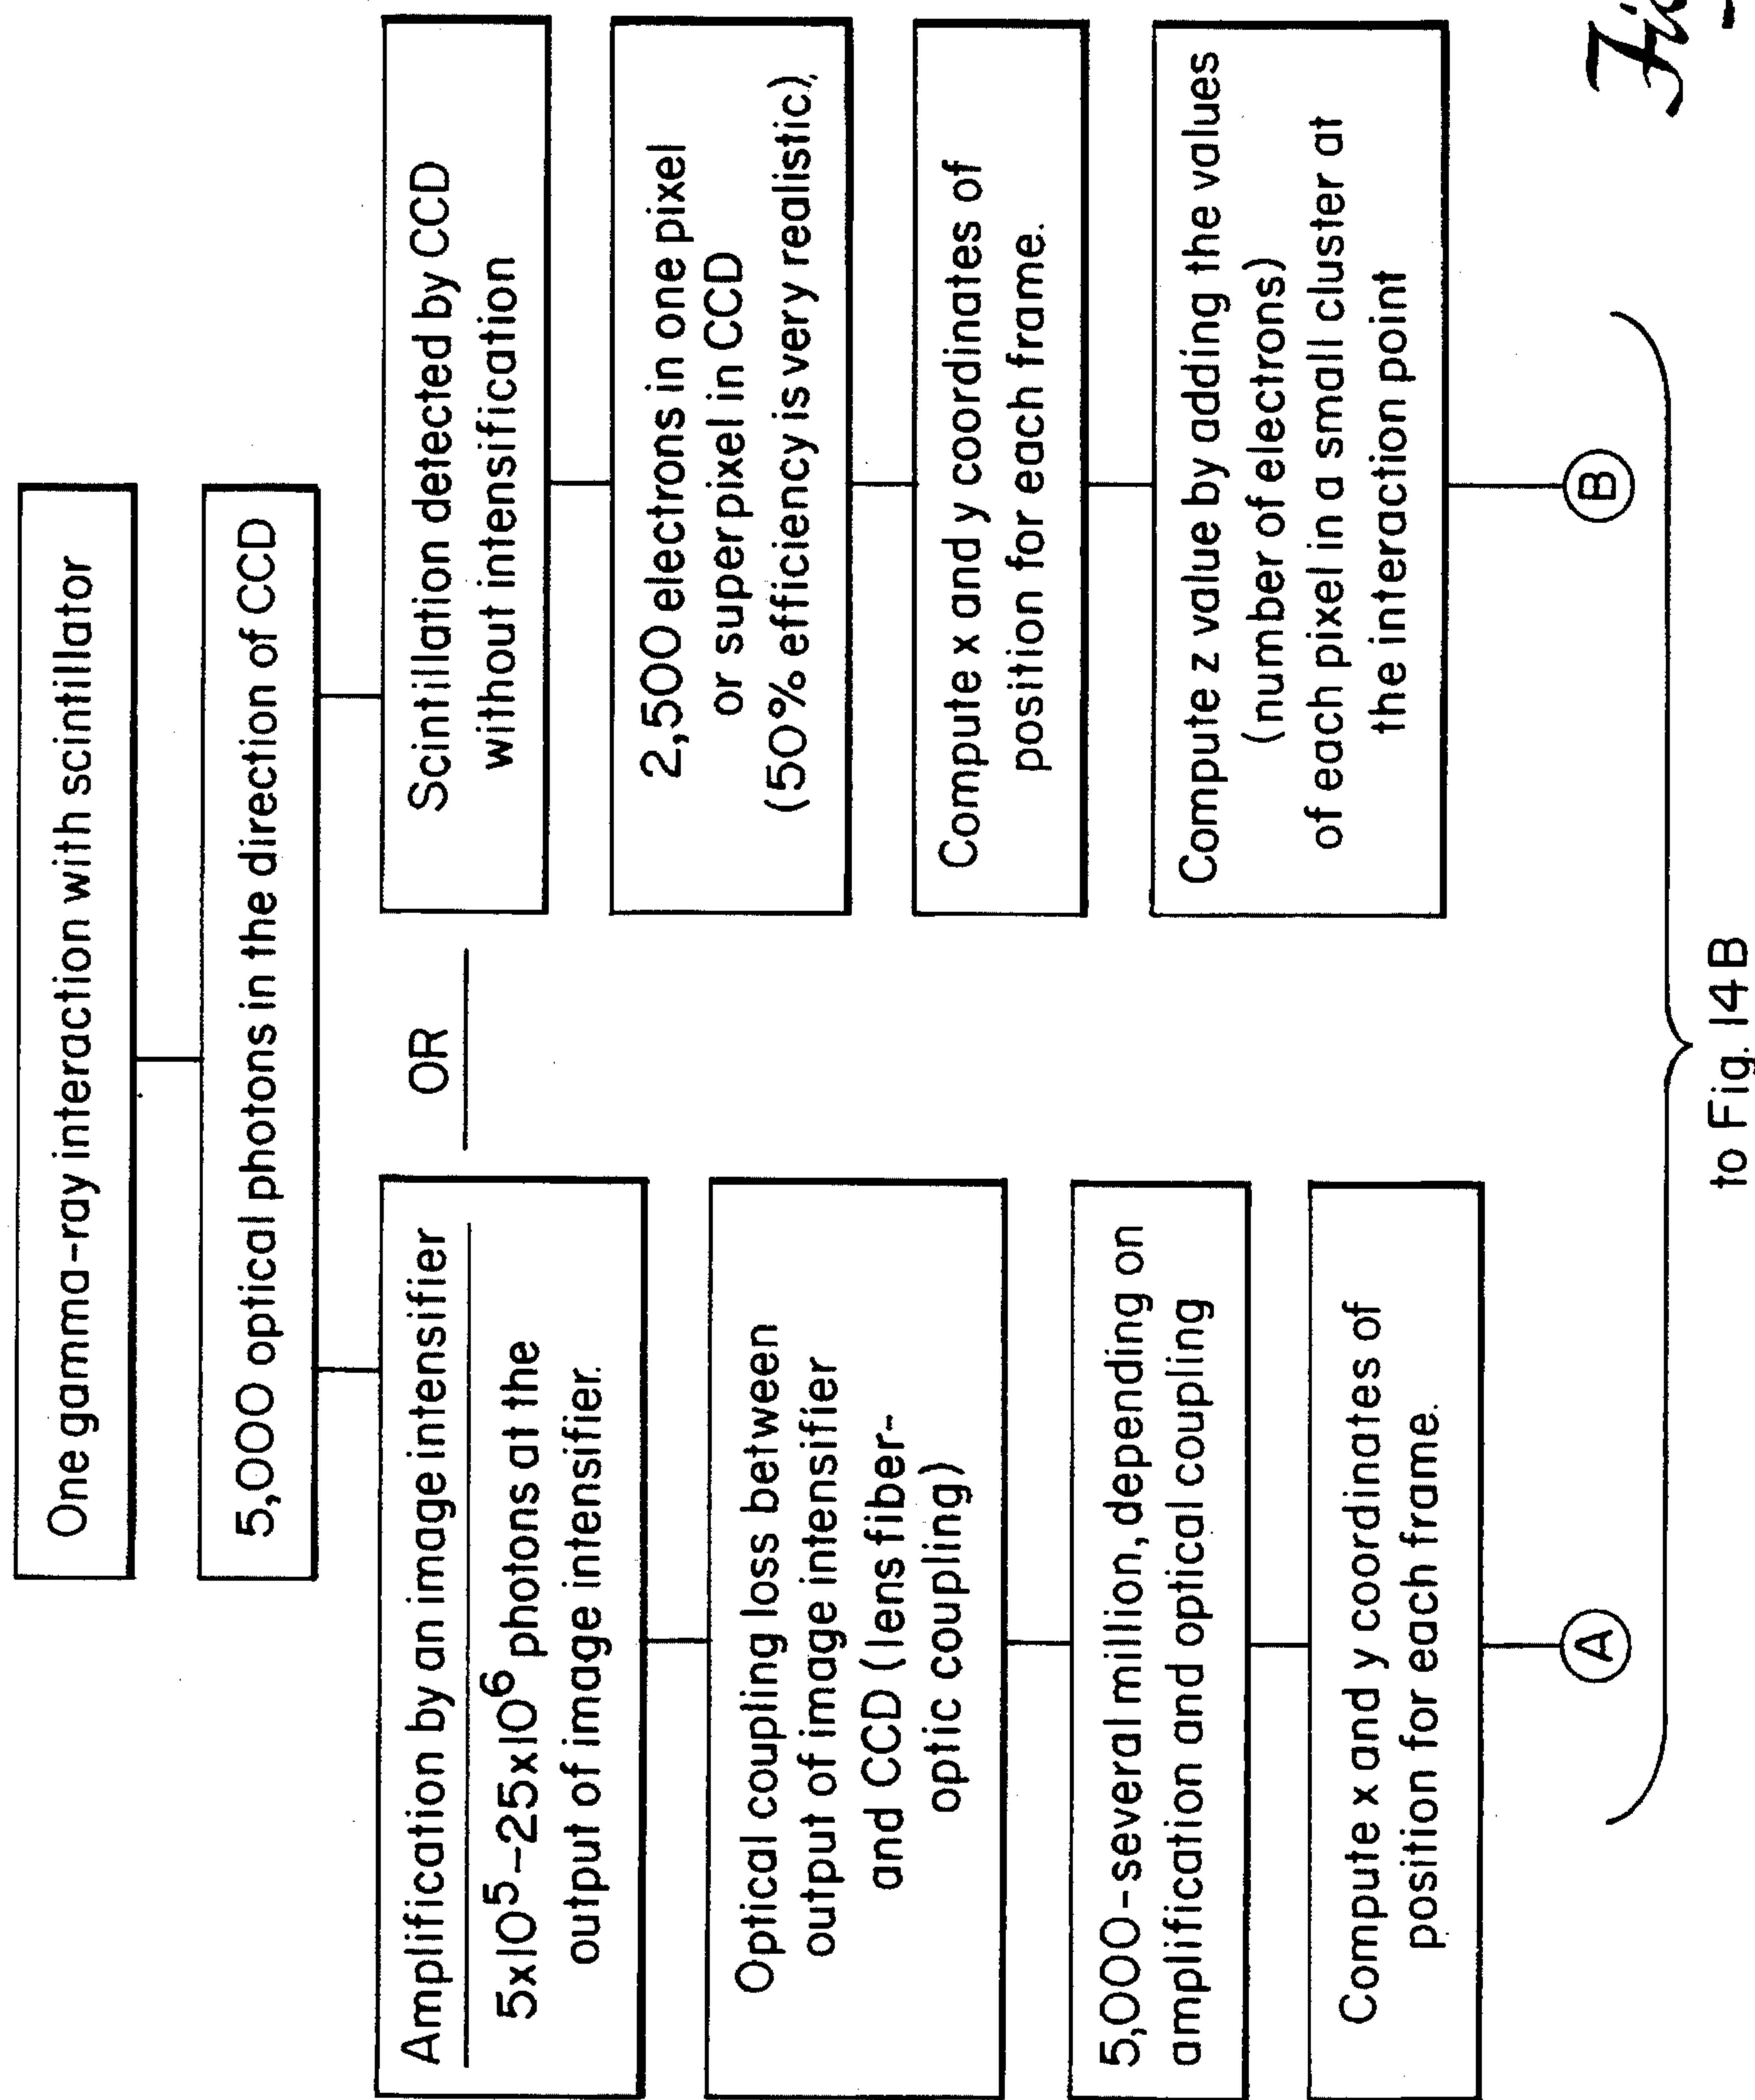 One gamma-ray interaction with scintillator
5,000 optical photons in the direction of CCD
Amplification by an image intensifier
5x10⁵-25x10⁶ photons at the
output of image intensifier.
Optical coupling loss between
output of image intensifier
and CCD (lens fiber-
optic coupling)
5,000-several million, depending on
amplification and optical coupling
Compute x and y coordinates of
position for each frame.
A
OR
Scintillation detected by CCD
without intensification
2,500 electrons in one pixel
or superpixel in CCD
(50% efficiency is very realistic)
Compute x and y coordinates of
position for each frame.
Compute z value by adding the values
(number of electrons)
of each pixel in a small cluster at
the interaction point
B
to Fig. 14B